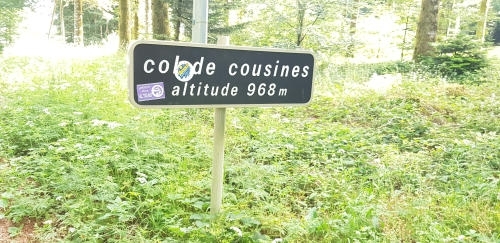 col de cousines
altitude 968m